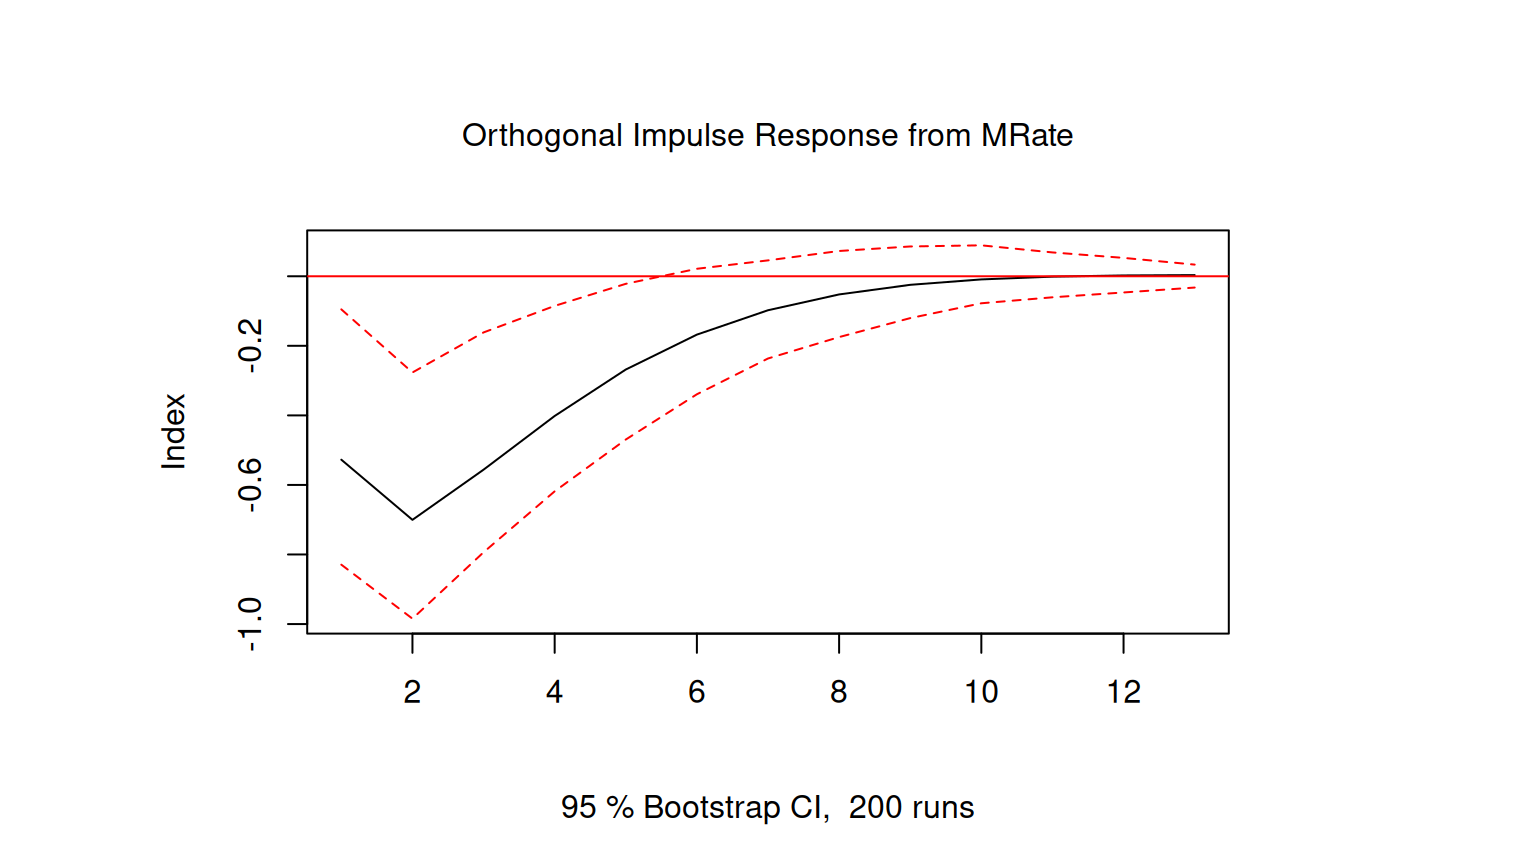 Orthogonal Impulse Response from MRate
Index
-0.2
-0.6
-1.0
2 4 6 8 10 12
95 % Bootstrap CI,  200 runs